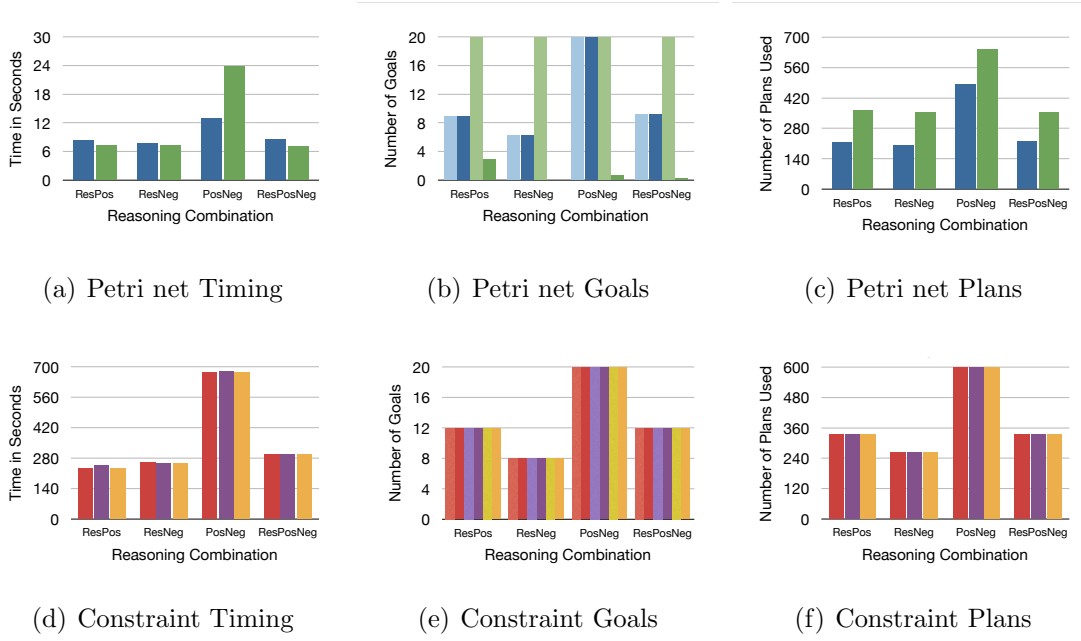 Time in Seconds
30
24
18
12
6
0
ResPos ResNeg PosNeg ResPosNeg
Reasoning Combination
(a) Petri net Timing
Number of Goals
20
16
12
8
4
0
ResPos ResNeg PosNeg ResPosNeg
Reasoning Combination
(b) Petri net Goals
Number of Plans Used
700
560
420
280
140
0
ResPos ResNeg PosNeg ResPosNeg
Reasoning Combination
(c) Petri net Plans
Time in Seconds
700
560
420
280
140
0
ResPos ResNeg PosNeg ResPosNeg
Reasoning Combination
(d) Constraint Timing
Number of Goals
20
16
12
8
4
0
ResPos ResNeg PosNeg ResPosNeg
Reasoning Combination
(e) Constraint Goals
Number of Plans Used
600
480
360
240
120
0
ResPos ResNeg PosNeg ResPosNeg
Reasoning Combination
(f) Constraint Plans